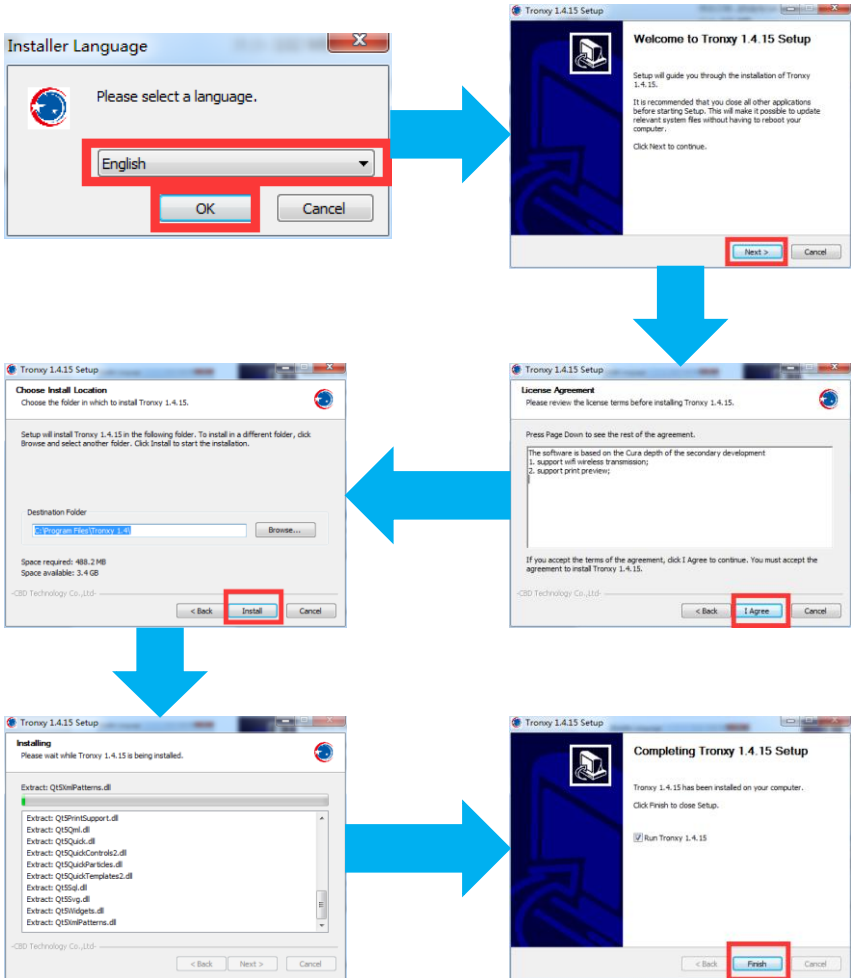 Installer Language
Please select a language.
English
OK
Cancel
Tronxy 1.4.15 Setup
Welcome to Tronxy 1.4.15 Setup
Setup will guide you through the installation of Tronxy
1.4.15.
It is recommended that you close all other applications
before starting Setup. This will make it possible to update
relevant system files without having to reboot your
computer.
Click Next to continue.
Next >
Cancel
Tronxy 1.4.15 Setup
License Agreement
Please review the license terms before installing Tronxy 1.4.15.
Press Page Down to see the rest of the agreement.
The software is based on the Cura depth of the secondary development
1. support wifi wireless transmission;
2. support print preview;
If you accept the terms of the agreement, click I Agree to continue. You must accept the
agreement to install Tronxy 1.4.15.
-CBD Technology Co.,Ltd-
< Back
I Agree
Cancel
Tronxy 1.4.15 Setup
Choose Install Location
Choose the folder in which to install Tronxy 1.4.15.
Setup will install Tronxy 1.4.15 in the following folder. To install in a different folder, click
Browse and select another folder. Click Install to start the installation.
Destination Folder
C:\Program Files\Tronxy 1.4\
Browse...
Space required: 488.2 MB
Space available: 3.4 GB
-CBD Technology Co.,Ltd-
< Back
Install
Cancel
Tronxy 1.4.15 Setup
Installing
Please wait while Tronxy 1.4.15 is being installed.
Extract: Qt5XmlPatterns.dll
Extract: Qt5PrintSupport.dll
Extract: Qt5Qml.dll
Extract: Qt5Quick.dll
Extract: Qt5QuickControls2.dll
Extract: Qt5QuickParticles.dll
Extract: Qt5QuickTemplates2.dll
Extract: Qt5Sql.dll
Extract: Qt5Svg.dll
Extract: Qt5Widgets.dll
Extract: Qt5XmlPatterns.dll
-CBD Technology Co.,Ltd-
< Back
Next >
Cancel
Tronxy 1.4.15 Setup
Completing Tronxy 1.4.15 Setup
Tronxy 1.4.15 has been installed on your computer.
Click Finish to close Setup.
Run Tronxy 1.4.15
< Back
Finish
Cancel